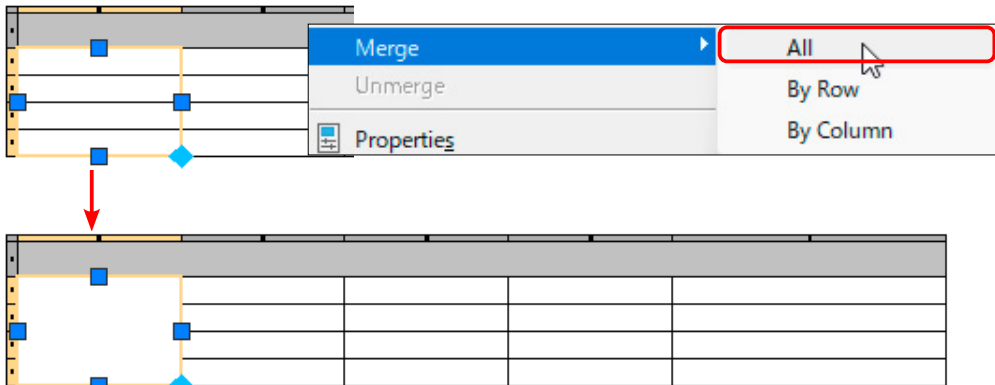 Merge
Unmerge
Properties
All
By Row
By Column